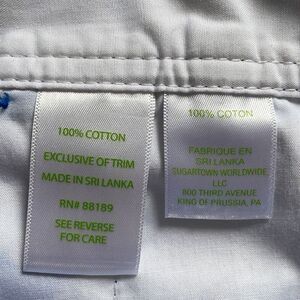 100% COTTON
EXCLUSIVE OF TRIM
MADE IN SRI LANKA
RN# 88189
SEE REVERSE
FOR CARE
100% COTON
FABRIQUE EN
SRI LANKA
SUGARTOWN WORLDWIDE,
LLC
800 THIRD AVENUE
KING OF PRUSSIA, PA